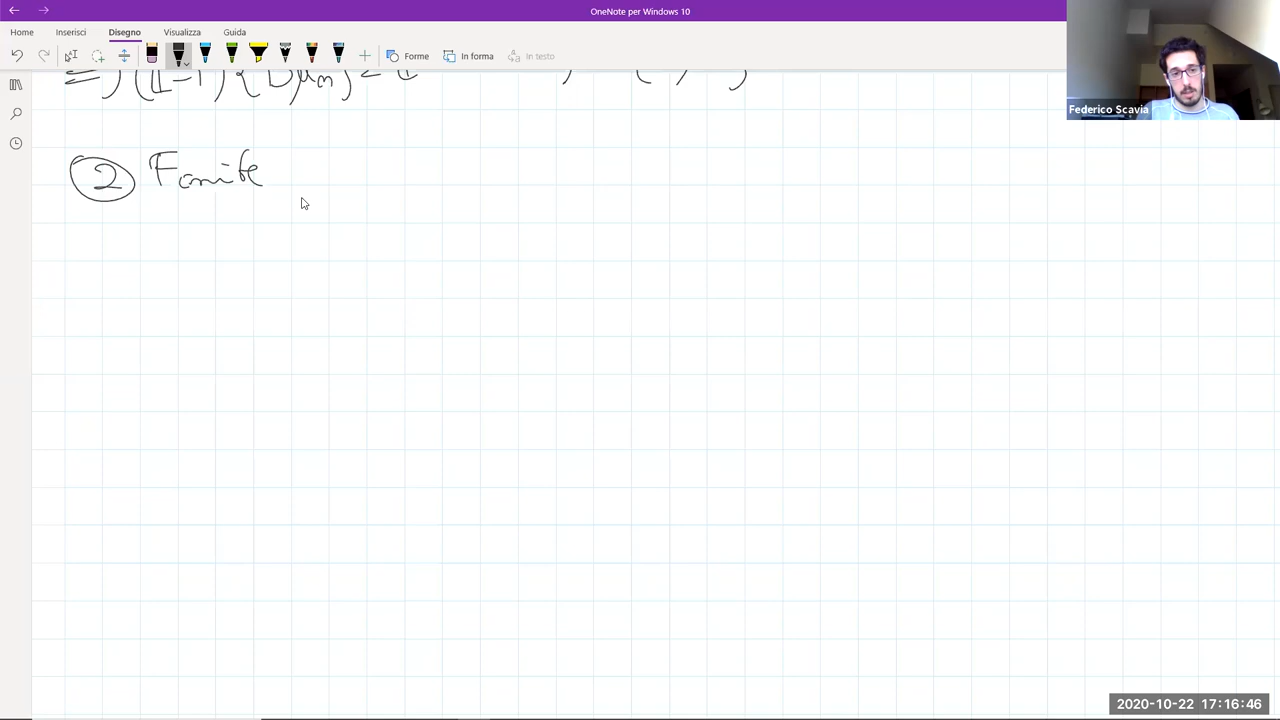 OneNote per Windows 10
Home Inserisci Disegno Visualizza Guida
Forme In forma In testo
Federico Scavia
② Finite
2020-10-22 17:16:46